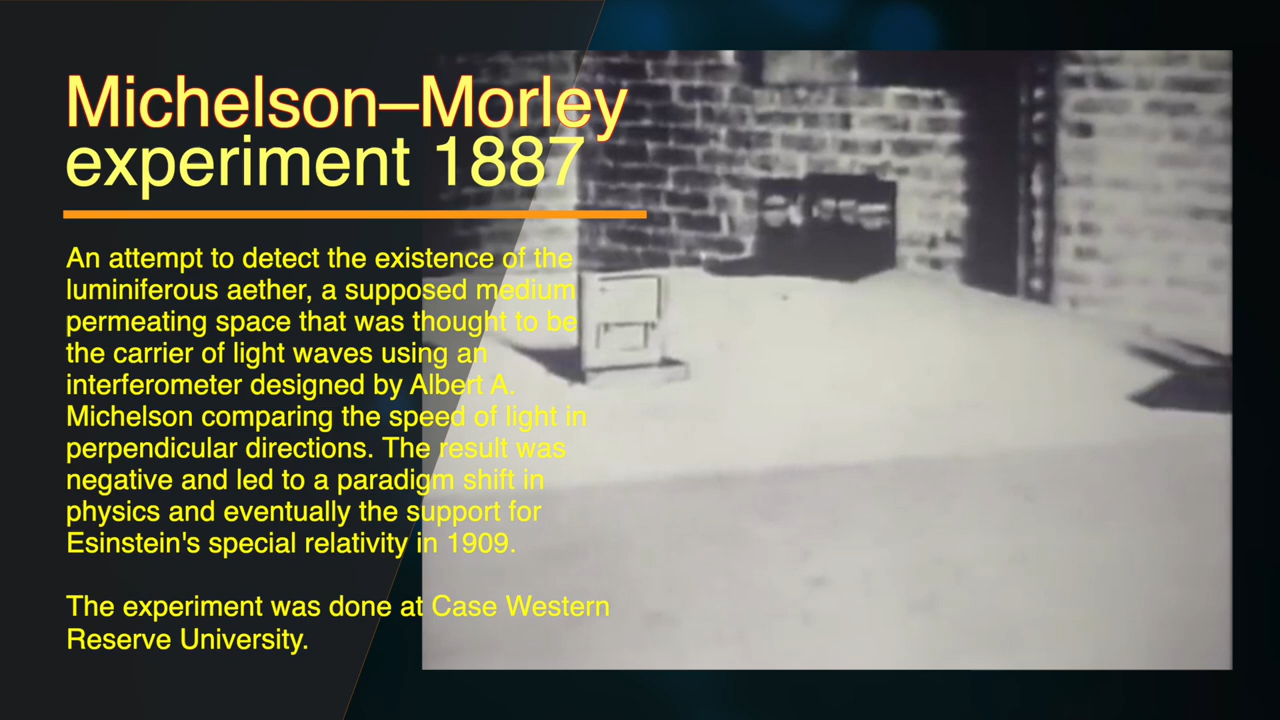 Michelson–Morley
experiment 1887
An attempt to detect the existence of the
luminiferous aether, a supposed medium
permeating space that was thought to be
the carrier of light waves using an
interferometer designed by Albert A.
Michelson comparing the speed of light in
perpendicular directions. The result was
negative and led to a paradigm shift in
physics and eventually the support for
Esinstein's special relativity in 1909.
The experiment was done at Case Western
Reserve University.